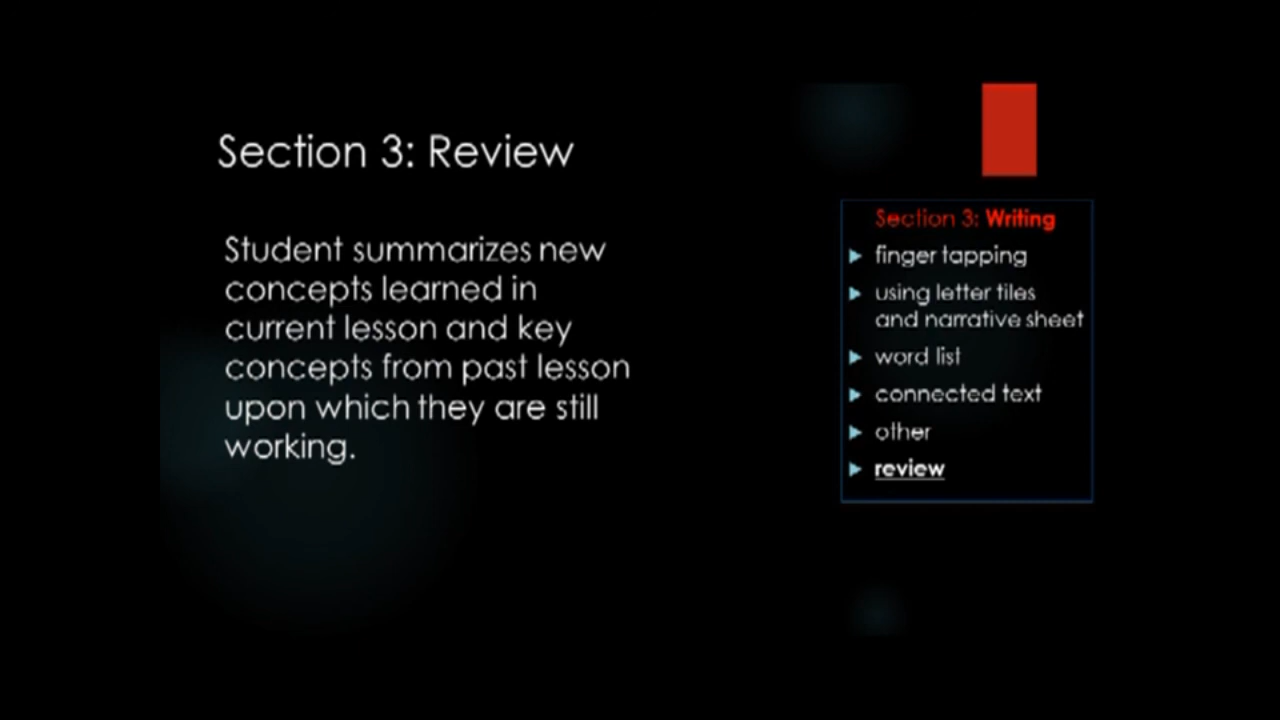 Section 3: Review
Student summarizes new
concepts learned in
current lesson and key
concepts from past lesson
upon which they are still
working.
Section 3: Writing
finger tapping
using letter tiles
and narrative sheet
word list
connected text
other
review